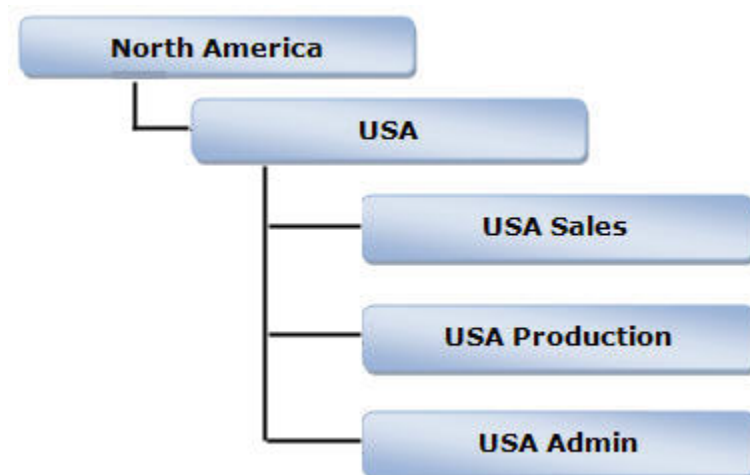 North America
USA
USA Sales
USA Production
USA Admin